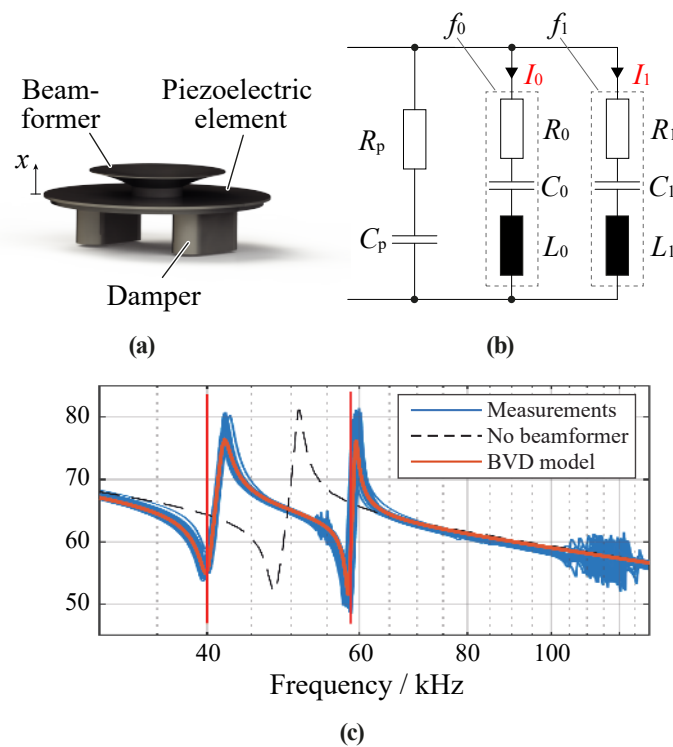 Beam-
former
Piezoelectric
element
x
Damper
(a)
f₀
f₁
I₀
I₁
Rₚ
R₀
R₁
C₀
C₁
Cₚ
L₀
L₁
(b)
80
70
60
50
Measurements
No beamformer
BVD model
40
60
80
100
Frequency / kHz
(c)